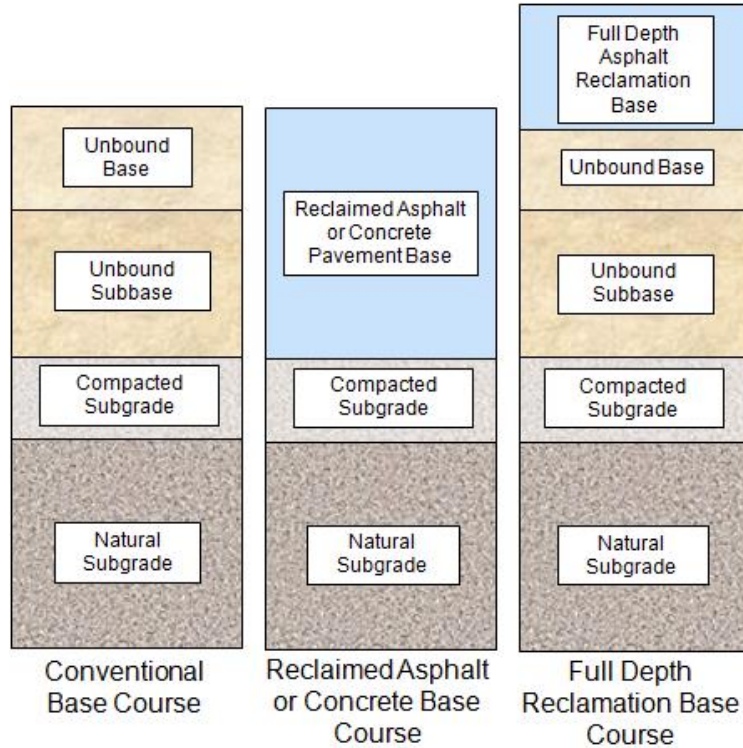 Unbound
Base
Unbound
Subbase
Compacted
Subgrade
Natural
Subgrade
Conventional
Base Course
Reclaimed Asphalt
or Concrete
Pavement Base
Compacted
Subgrade
Natural
Subgrade
Reclaimed Asphalt
or Concrete Base
Course
Full Depth
Asphalt
Reclamation
Base
Unbound Base
Unbound
Subbase
Compacted
Subgrade
Natural
Subgrade
Full Depth
Reclamation Base
Course